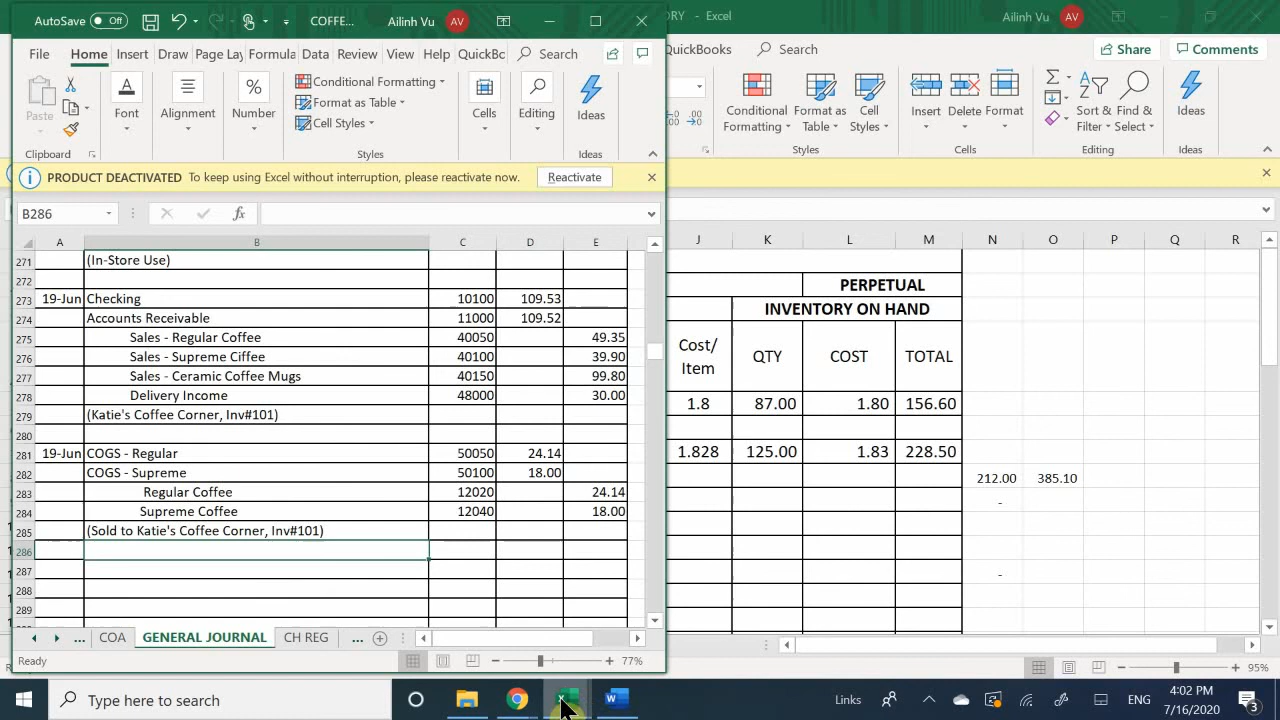 AutoSave Off COFFE... Ailinh Vu AV
ORY - Excel Ailinh Vu AV
File Home Insert Draw Page Lay Formula Data Review View Help QuickBc Search
QuickBooks Search Share Comments
Paste Font Alignment Number Conditional Formatting Format as Table Cell Styles Cells Editing Ideas
Clipboard Styles Ideas
Conditional Formatting Format as Table Cell Styles Insert Delete Format Sort & Filter Find & Select Ideas
Styles Cells Editing Ideas
PRODUCT DEACTIVATED To keep using Excel without interruption, please reactivate now. Reactivate
B286 fx
A B C D E
271 (In-Store Use)
272
273 19-Jun Checking 10100 109.53
274 Accounts Receivable 11000 109.52
275 Sales - Regular Coffee 40050 49.35
276 Sales - Supreme Ciffee 40100 39.90
277 Sales - Ceramic Coffee Mugs 40150 99.80
278 Delivery Income 48000 30.00
279 (Katie's Coffee Corner, Inv#101)
280
281 19-Jun COGS - Regular 50050 24.14
282 COGS - Supreme 50100 18.00
283 Regular Coffee 12020 24.14
284 Supreme Coffee 12040 18.00
285 (Sold to Katie's Coffee Corner, Inv#101)
286
287
288
289
... COA GENERAL JOURNAL CH REG ...
Ready 77%
J K L M N O P Q R
PERPETUAL
INVENTORY ON HAND
Cost/ Item QTY COST TOTAL
1.8 87.00 1.80 156.60
1.828 125.00 1.83 228.50
212.00 385.10
-
-
95%
Type here to search Links ENG 4:02 PM 7/16/2020 3